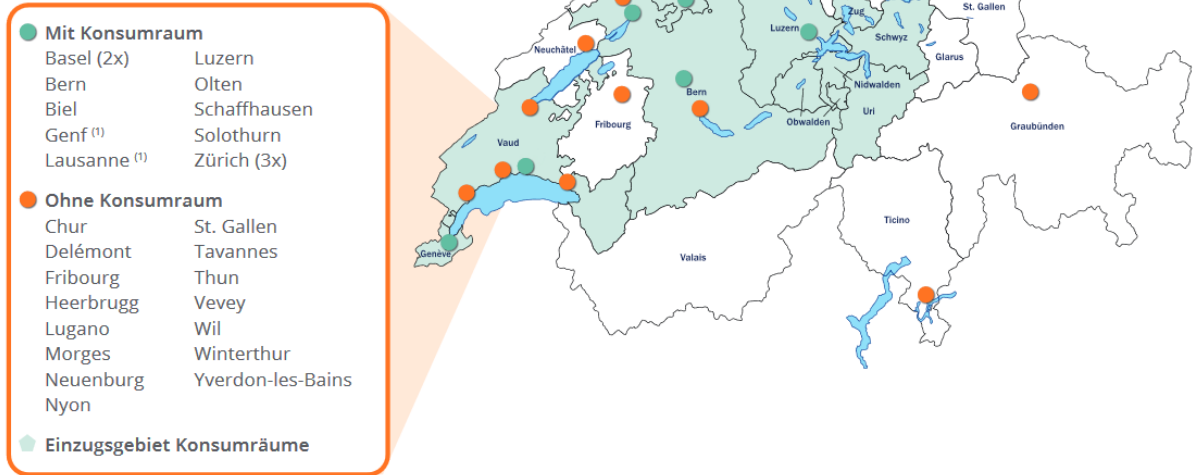 Mit Konsumraum
Basel (2x) Luzern
Bern Olten
Biel Schaffhausen
Genf (1) Solothurn
Lausanne (1) Zürich (3x)
Ohne Konsumraum
Chur St. Gallen
Delémont Tavannes
Fribourg Thun
Heerbrugg Vevey
Lugano Wil
Morges Winterthur
Neuenburg Yverdon-les-Bains
Nyon
Einzugsgebiet Konsumräume
St. Gallen
Zug
Luzern
Schwyz
Neuchâtel
Glarus
Nidwalden
Bern
Uri
Obwalden
Fribourg
Graubünden
Vaud
Ticino
Genève
Valais